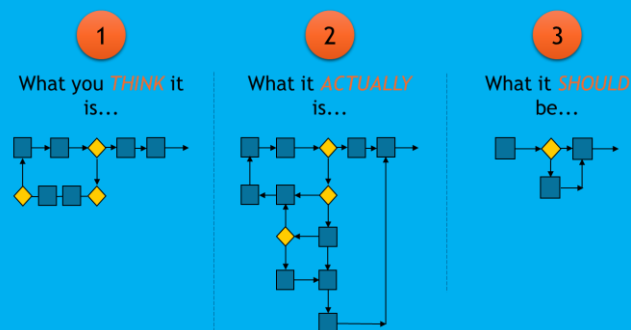 1
What you THINK it
is...
2
What it ACTUALLY
is...
3
What it SHOULD
be...